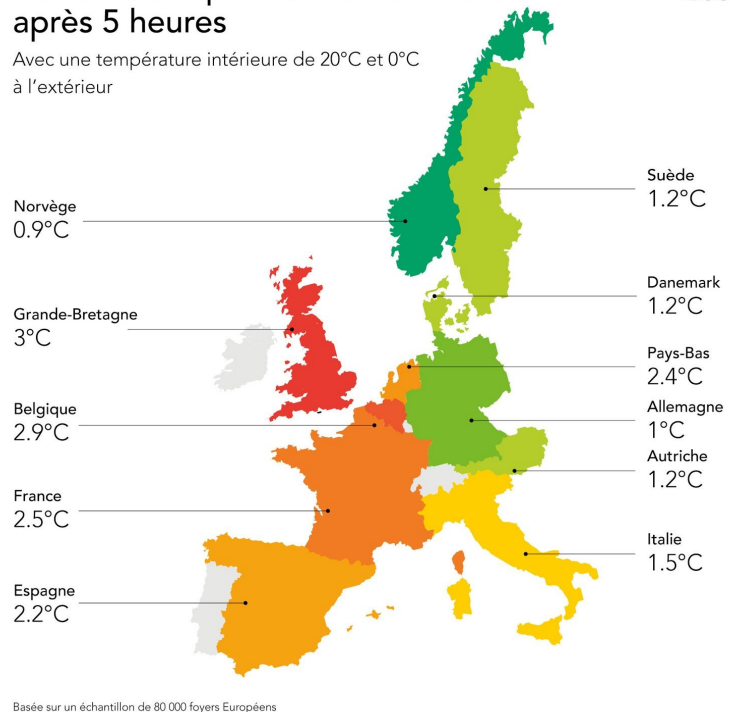 après 5 heures
Avec une température intérieure de 20°C et 0°C
à l'extérieur
Norvège
0.9°C
Grande-Bretagne
3°C
Belgique
2.9°C
France
2.5°C
Espagne
2.2°C
Suède
1.2°C
Danemark
1.2°C
Pays-Bas
2.4°C
Allemagne
1°C
Autriche
1.2°C
Italie
1.5°C
Basée sur un échantillon de 80 000 foyers Européens